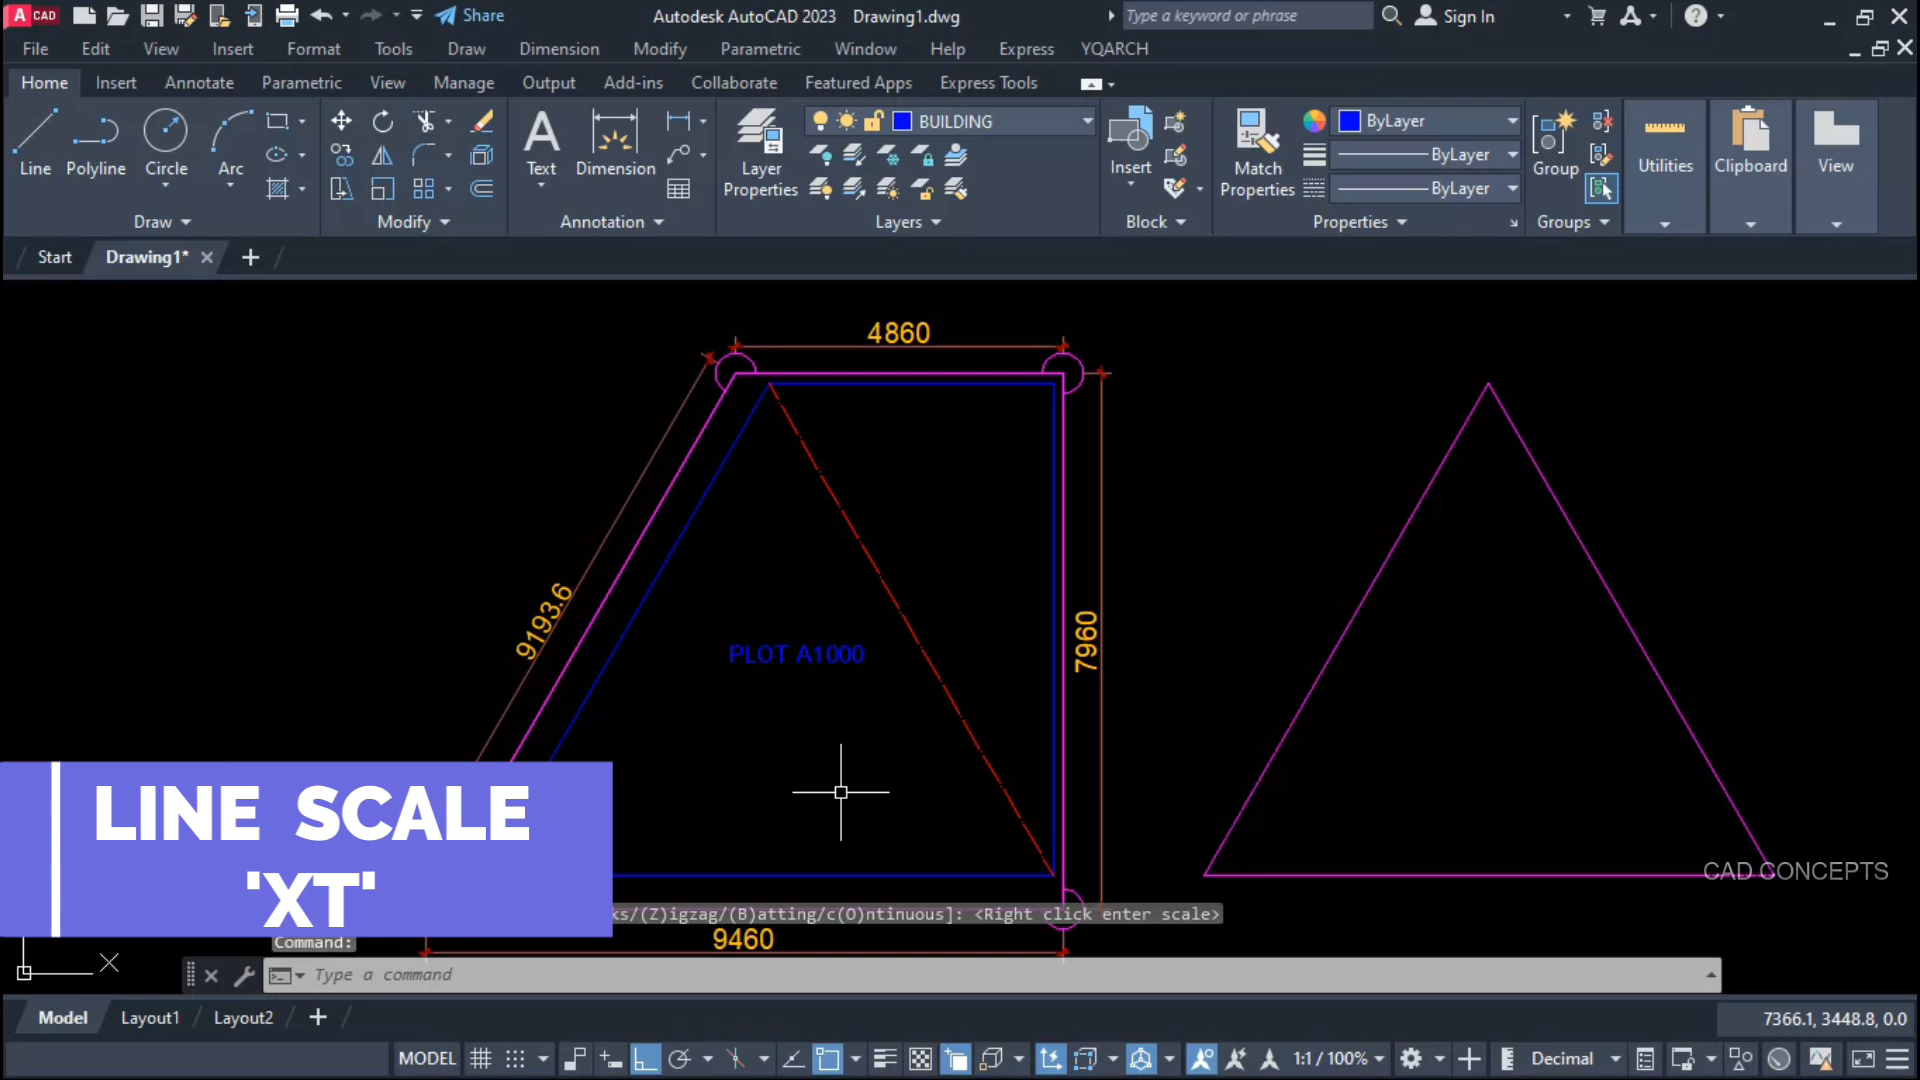 A CAD
Share
Autodesk AutoCAD 2023 Drawing1.dwg
Type a keyword or phrase
Sign In
File Edit View Insert Format Tools Draw Dimension Modify Parametric Window Help Express YQARCH
Home Insert Annotate Parametric View Manage Output Add-ins Collaborate Featured Apps Express Tools
Line Polyline Circle Arc
Text Dimension
Layer Properties
BUILDING
Insert
Match Properties
ByLayer
ByLayer
ByLayer
Group
Utilities
Clipboard
View
Draw Modify Annotation Layers Block Properties Groups
Start Drawing1*
4860
9193.6
7960
PLOT A1000
LINE SCALE
'XT'
CAD CONCEPTS
ks/(Z)igzag/(B)atting/c(O)ntinuous]: <Right click enter scale>
Command:
9460
Type a command
Model Layout1 Layout2
7366.1, 3448.8, 0.0
MODEL 1:1 / 100% Decimal